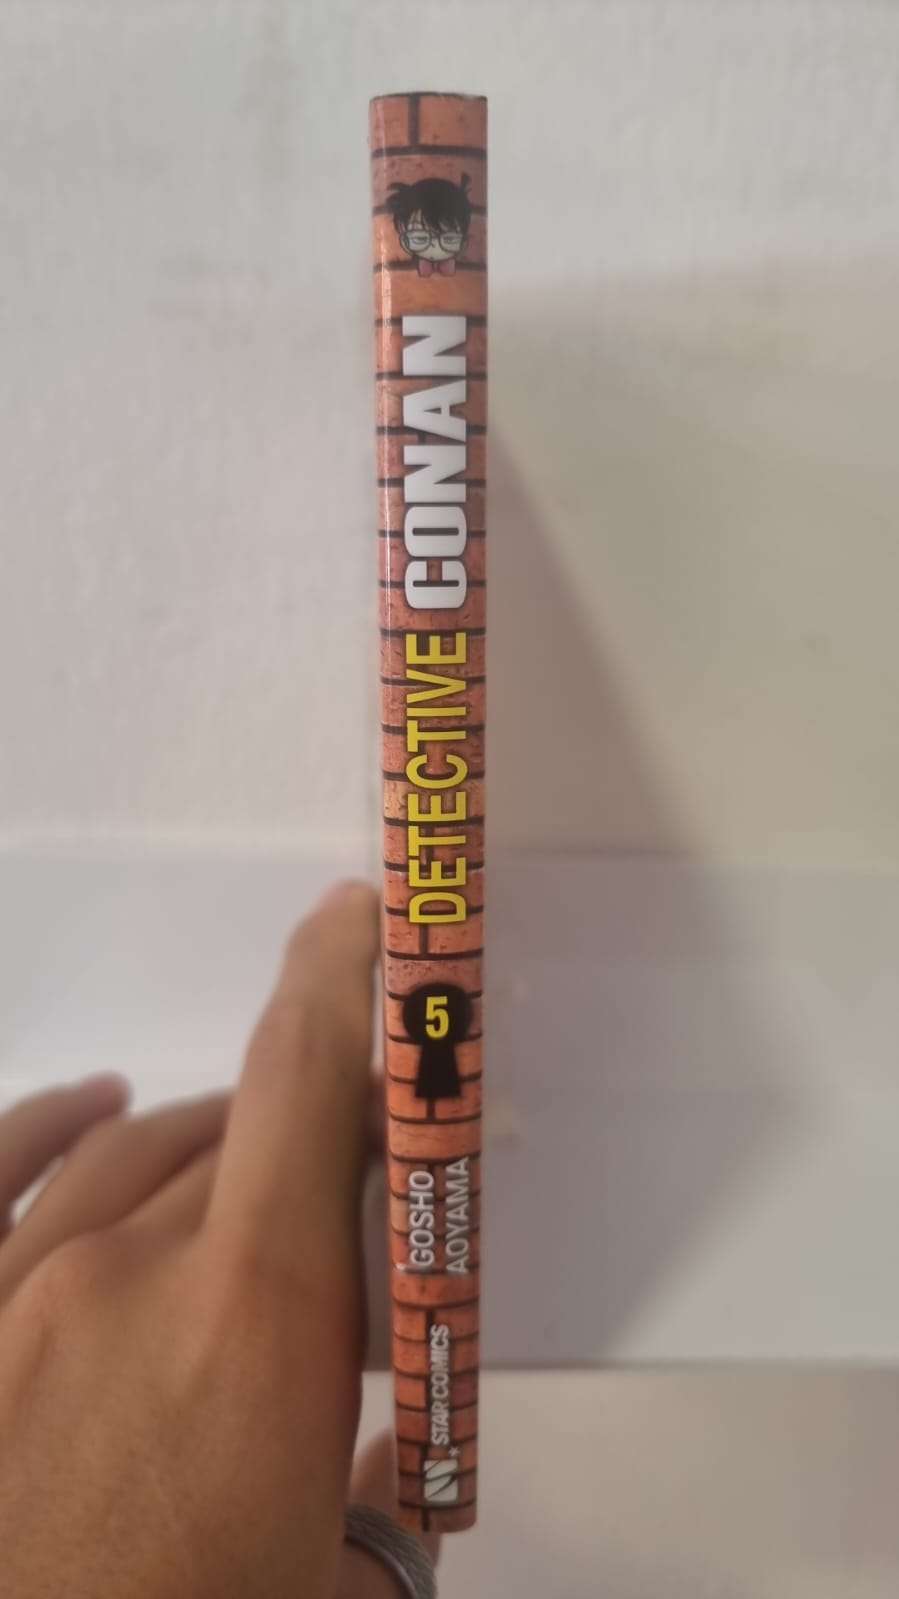 DETECTIVE CONAN
5
GOSHO
AOYAMA
STAR COMICS